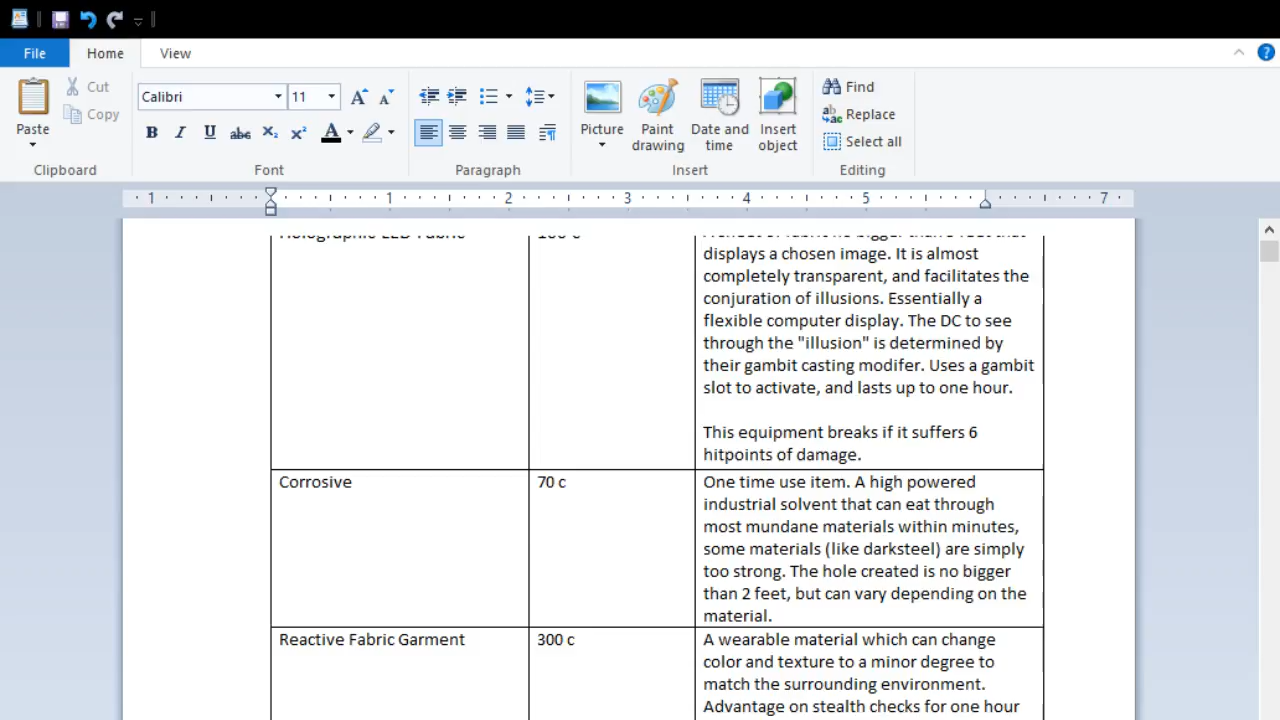 File Home View
Cut
Copy
Paste
Calibri 11
B I U abc X₂ X² A
Picture
Paint drawing
Date and time
Insert object
Find
Replace
Select all
Clipboard Font Paragraph Insert Editing
1 1 2 3 4 5 7
Holographic LED Fabric
displays a chosen image. It is almost
completely transparent, and facilitates the
conjuration of illusions. Essentially a
flexible computer display. The DC to see
through the "illusion" is determined by
their gambit casting modifer. Uses a gambit
slot to activate, and lasts up to one hour.
This equipment breaks if it suffers 6
hitpoints of damage.
Corrosive
70 c
One time use item. A high powered
industrial solvent that can eat through
most mundane materials within minutes,
some materials (like darksteel) are simply
too strong. The hole created is no bigger
than 2 feet, but can vary depending on the
material.
Reactive Fabric Garment
300 c
A wearable material which can change
color and texture to a minor degree to
match the surrounding environment.
Advantage on stealth checks for one hour